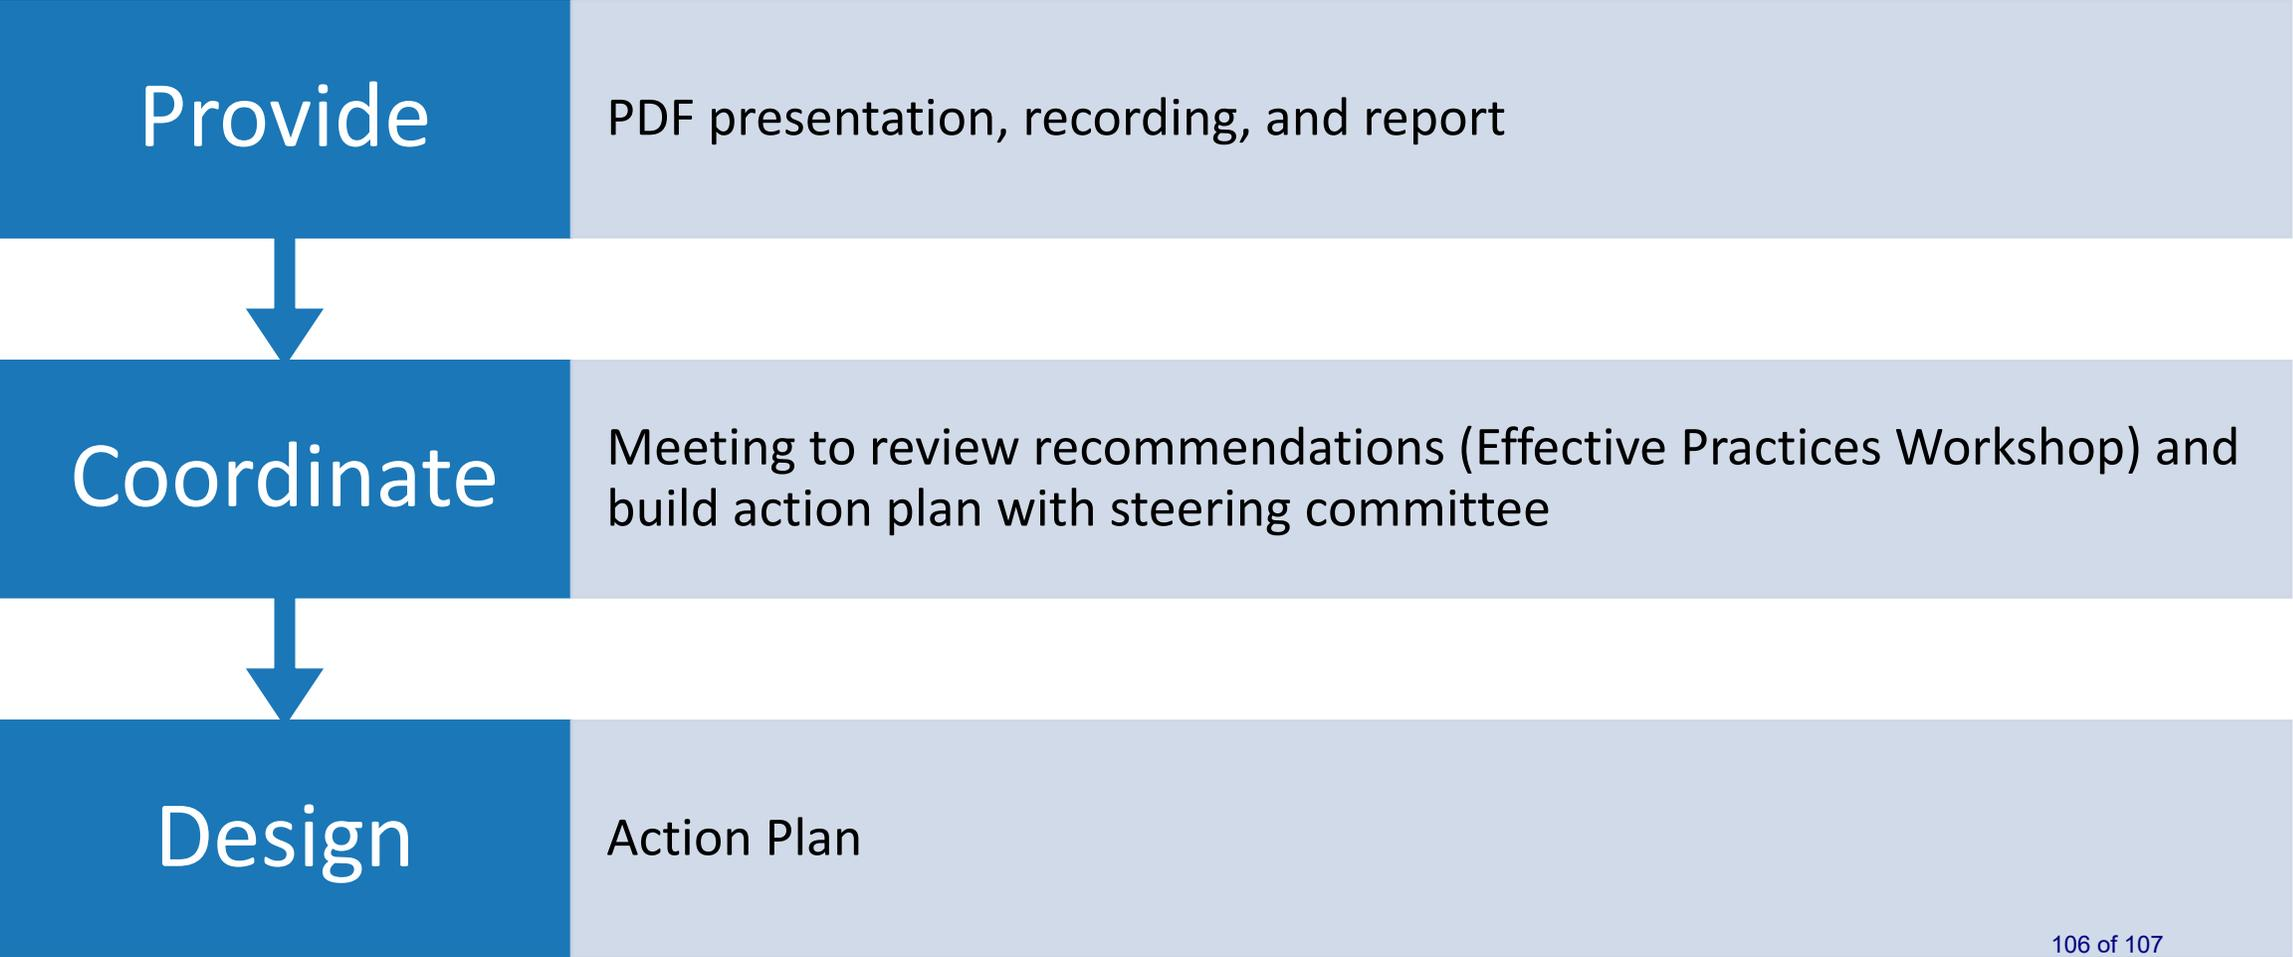 Provide
PDF presentation, recording, and report
Coordinate
Meeting to review recommendations (Effective Practices Workshop) and
build action plan with steering committee
Design
Action Plan
106 of 107